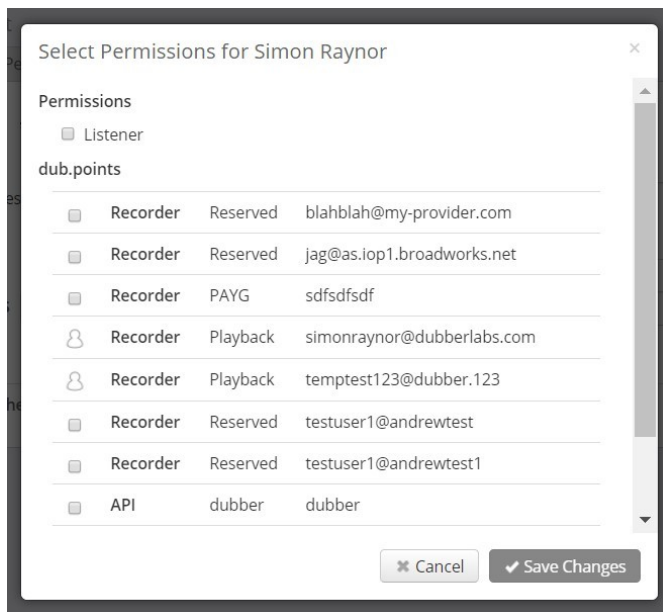 Select Permissions for Simon Raynor ×
Permissions
Listener
dub.points
Recorder Reserved blahblah@my-provider.com
Recorder Reserved jag@as.iop1.broadworks.net
Recorder PAYG sdfsdfsdf
Recorder Playback simonraynor@dubberlabs.com
Recorder Playback temptest123@dubber.123
Recorder Reserved testuser1@andrewtest
Recorder Reserved testuser1@andrewtest1
API dubber dubber
Cancel Save Changes